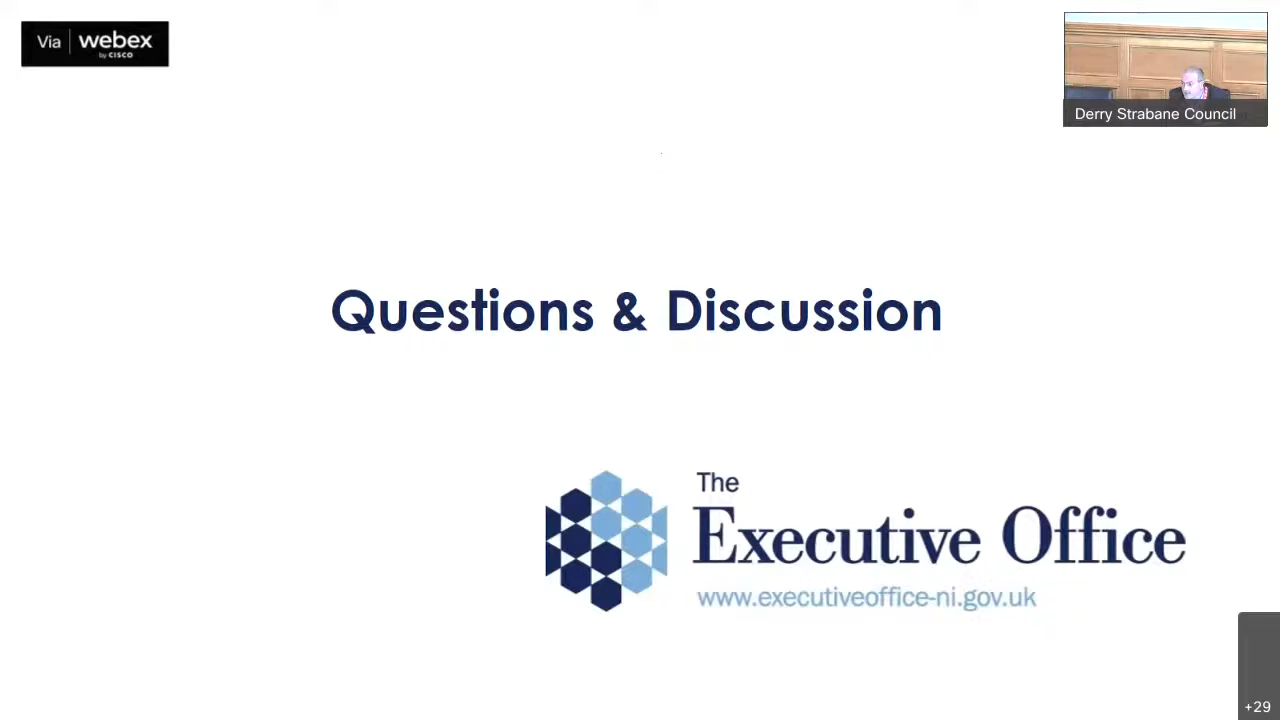 Via webex
by CISCO
Derry Strabane Council
Questions & Discussion
The
Executive Office
www.executiveoffice-ni.gov.uk
+29